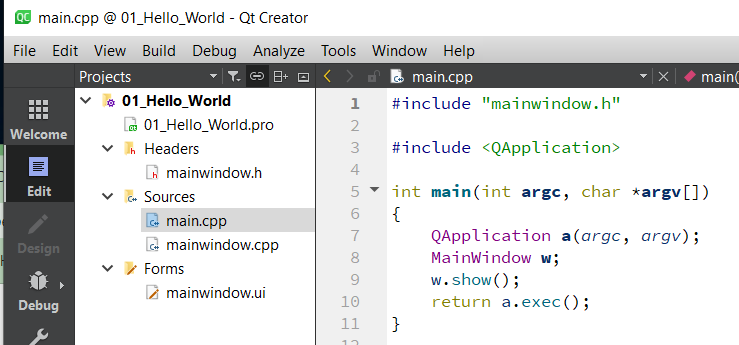 QC main.cpp @ 01_Hello_World - Qt Creator
File Edit View Build Debug Analyze Tools Window Help
Projects
main.cpp
main(
Welcome
Edit
Design
Debug
01_Hello_World
01_Hello_World.pro
Headers
mainwindow.h
Sources
main.cpp
mainwindow.cpp
Forms
mainwindow.ui
1 #include "mainwindow.h"
2
3 #include <QApplication>
4
5 int main(int argc, char *argv[])
6 {
7 QApplication a(argc, argv);
8 MainWindow w;
9 w.show();
10 return a.exec();
11 }